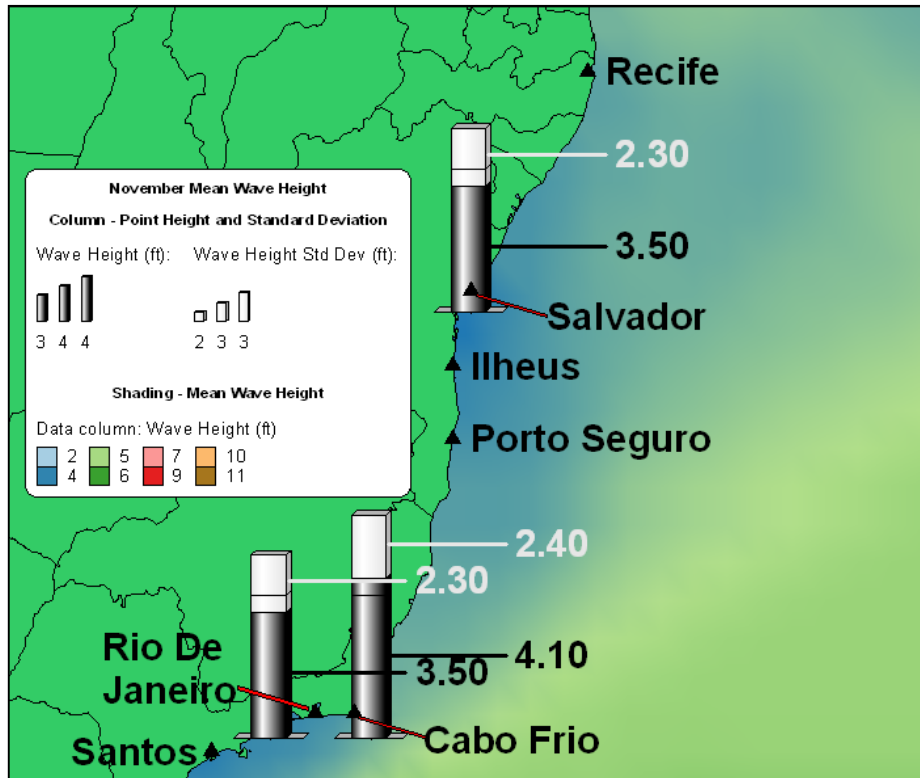 Recife
2.30
3.50
Salvador
Ilheus
Porto Seguro
November Mean Wave Height
Column - Point Height and Standard Deviation
Wave Height (ft):
Wave Height Std Dev (ft):
3 4 4
2 3 3
Shading - Mean Wave Height
Data column: Wave Height (ft)
2 5 7 10
4 6 9 11
2.40
2.30
Rio De
Janeiro
3.50
4.10
Cabo Frio
Santos